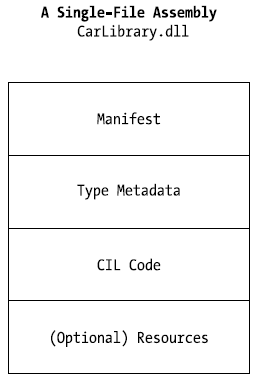 A Single-File Assembly
CarLibrary.dll
Manifest
Type Metadata
CIL Code
(Optional) Resources